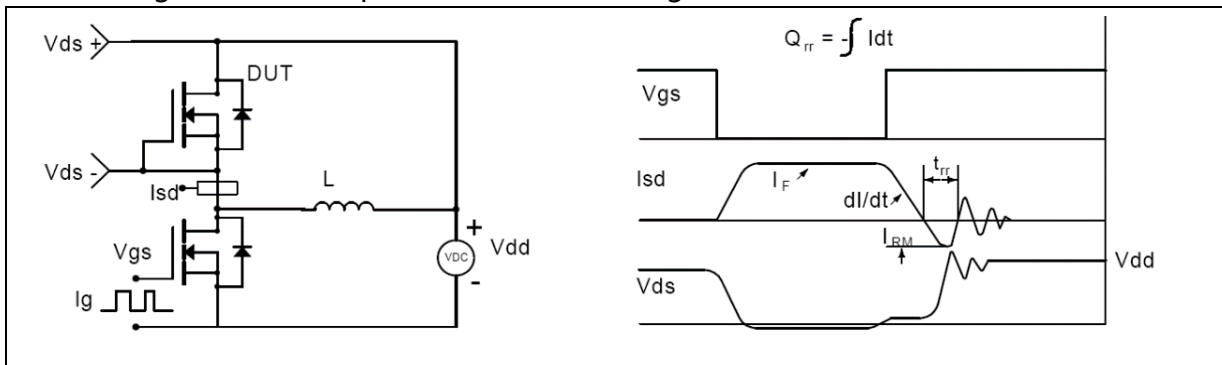 Vds +
DUT
Vds -
Isd
L
Vgs
Ig
+
VDC
-
Vdd
Q rr = -∫ Idt
Vgs
Isd
I F
dI/dt
t rr
I RM
Vds
Vdd